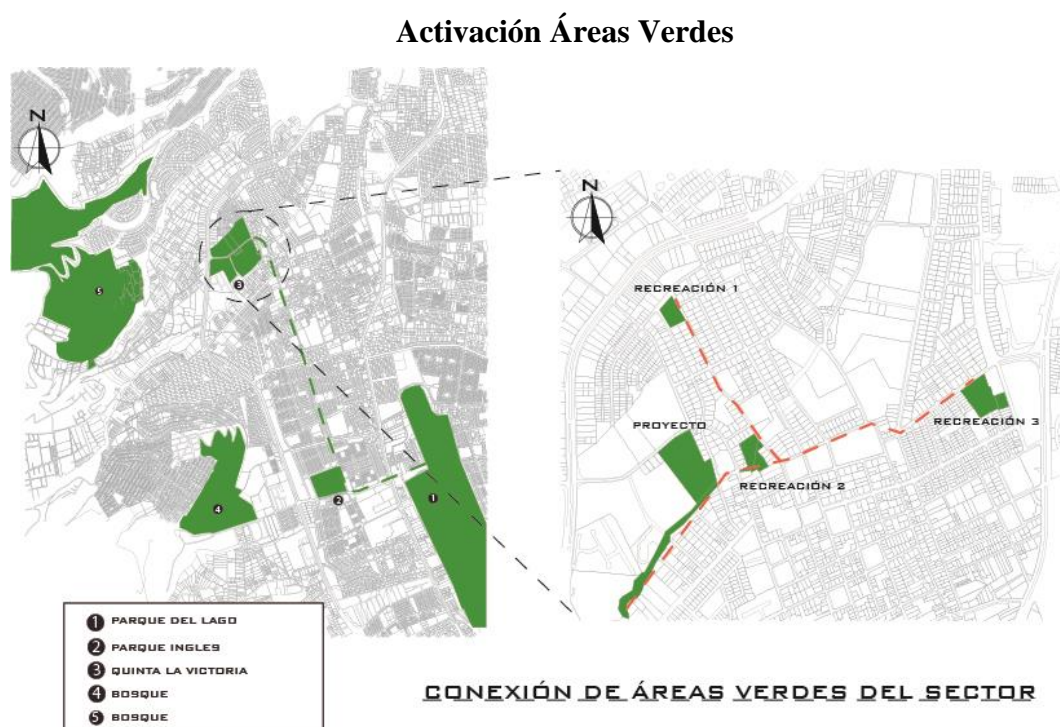 Activación Áreas Verdes
N
5
3
4
2
1
N
RECREACIÓN 1
PROYECTO
RECREACIÓN 2
RECREACIÓN 3
1 PARQUE DEL LAGO
2 PARQUE INGLES
3 QUINTA LA VICTORIA
4 BOSQUE
5 BOSQUE
CONEXIÓN DE ÁREAS VERDES DEL SECTOR